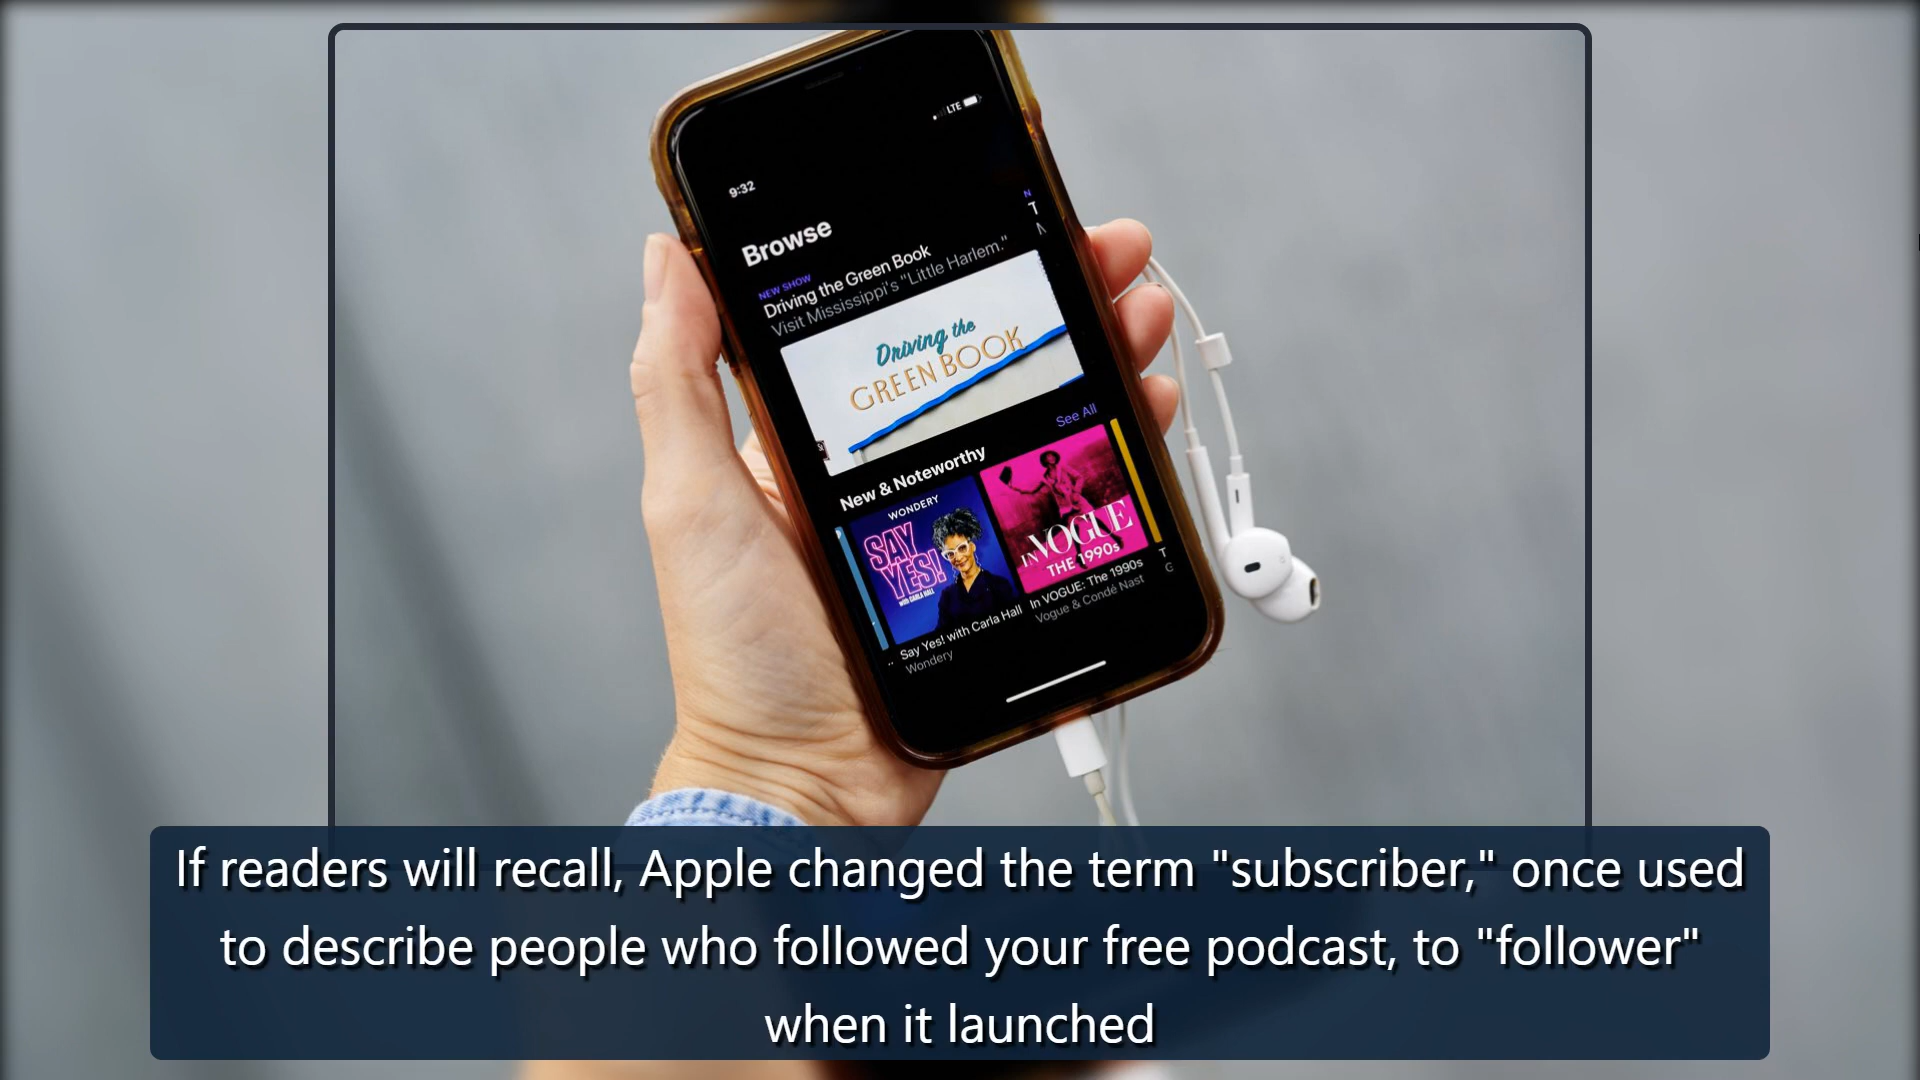 LTE
9:32
Browse
N
NEW SHOW
T
Driving the Green Book
Visit Mississippi's "Little Harlem."
Driving the
GREEN BOOK
See All
New & Noteworthy
WONDERY
SAY
YES!
with CARLA HALL
IN VOGUE
THE 1990s
Say Yes! with Carla Hall
Wondery
In VOGUE: The 1990s
Vogue & Condé Nast
T
G
If readers will recall, Apple changed the term "subscriber," once used
to describe people who followed your free podcast, to "follower"
when it launched